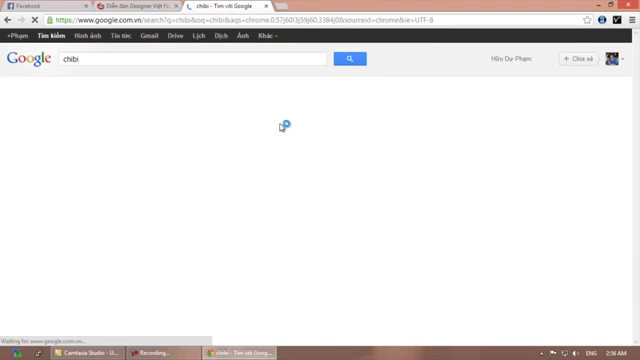 Facebook
Diễn đàn Designer Việt N
chibi - Tìm với Google
https://www.google.com.vn/search?q=chibi&oq=chibi&aqs=chrome.0.57j60l3j59j60.3384j0&sourceid=chrome&ie=UTF-8
+Phạm Tìm kiếm Hình ảnh Tin tức Gmail Drive Lịch Dịch Ảnh Khác
Google chibi Hữu Dư Phạm + Chia sẻ
Waiting for www.google.com.vn...
Camtasia Studio - U... Recording... chibi - Tìm với Goog... ENG 2:56 AM